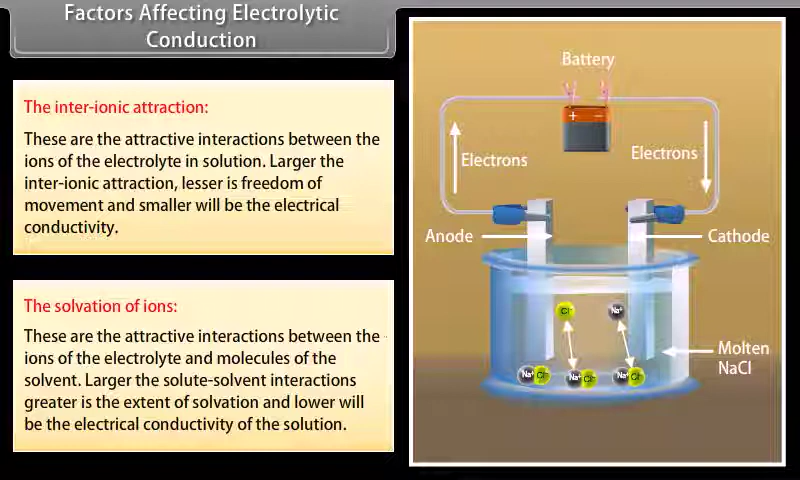 Factors Affecting Electrolytic
Conduction
The inter-ionic attraction:
These are the attractive interactions between the
ions of the electrolyte in solution. Larger the
inter-ionic attraction, lesser is freedom of
movement and smaller will be the electrical
conductivity.
The solvation of ions:
These are the attractive interactions between the
ions of the electrolyte and molecules of the
solvent. Larger the solute-solvent interactions
greater is the extent of solvation and lower will
be the electrical conductivity of the solution.
Battery
+ −
Electrons
Electrons
Anode
Cathode
Cl⁻
Na⁺
Molten
NaCl
Na⁺ Cl⁻
Na⁺ Cl⁻
Na⁺ Cl⁻